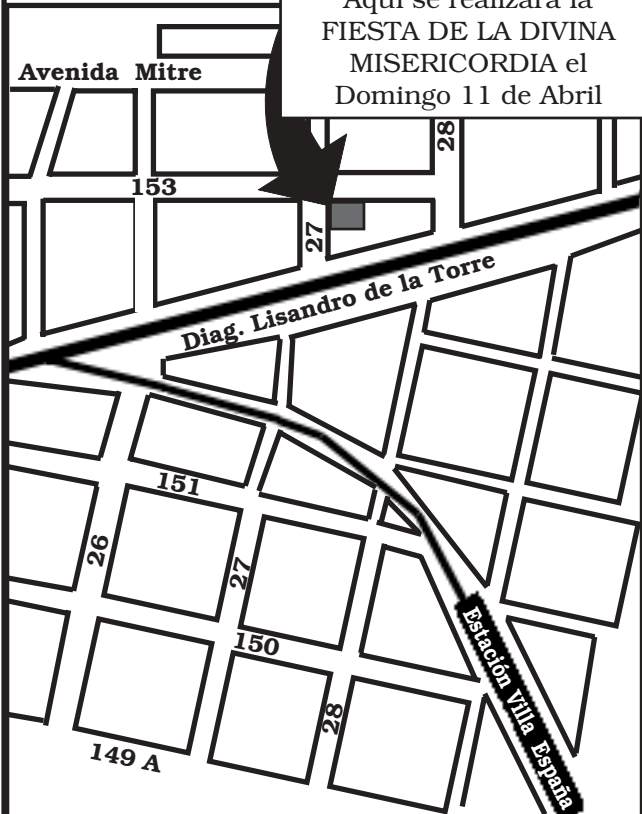 Aquí se realizará la
FIESTA DE LA DIVINA
MISERICORDIA el
Domingo 11 de Abril
Avenida Mitre
28
153
27
Diag. Lisandro de la Torre
151
26
27
150
28
149 A
Estación Villa España